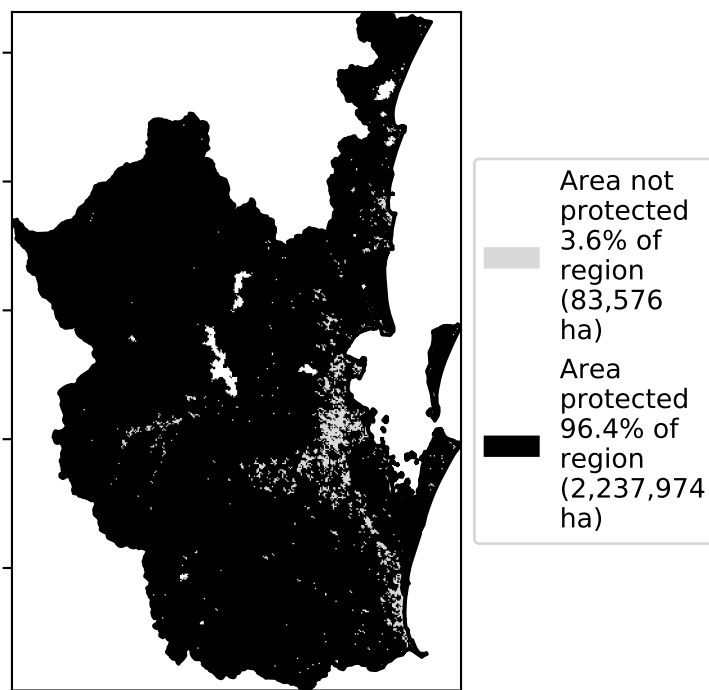 Area not
protected
3.6% of
region
(83,576
ha)
Area
protected
96.4% of
region
(2,237,974
ha)